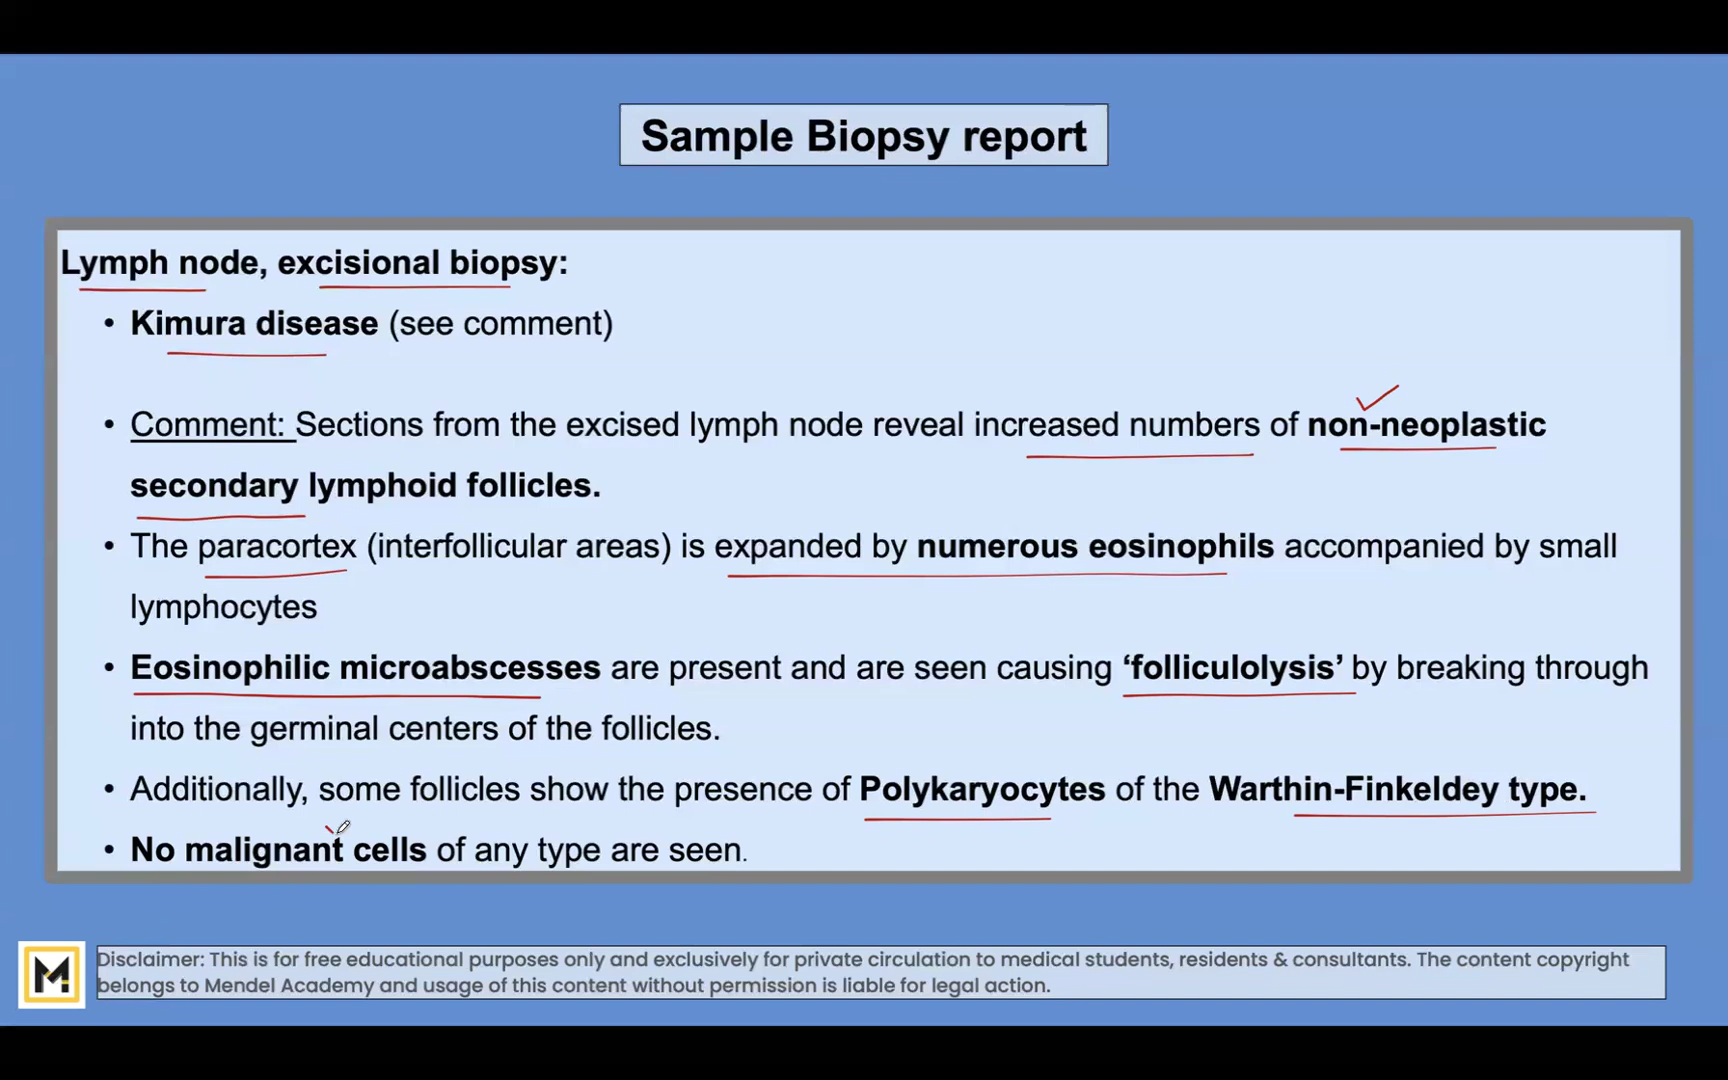 Sample Biopsy report
Lymph node, excisional biopsy:
• Kimura disease (see comment)
• Comment: Sections from the excised lymph node reveal increased numbers of non-neoplastic
secondary lymphoid follicles.
• The paracortex (interfollicular areas) is expanded by numerous eosinophils accompanied by small
lymphocytes
• Eosinophilic microabscesses are present and are seen causing ‘folliculolysis’ by breaking through
into the germinal centers of the follicles.
• Additionally, some follicles show the presence of Polykaryocytes of the Warthin-Finkeldey type.
• No malignant cells of any type are seen.
M
Disclaimer: This is for free educational purposes only and exclusively for private circulation to medical students, residents & consultants. The content copyright
belongs to Mendel Academy and usage of this content without permission is liable for legal action.